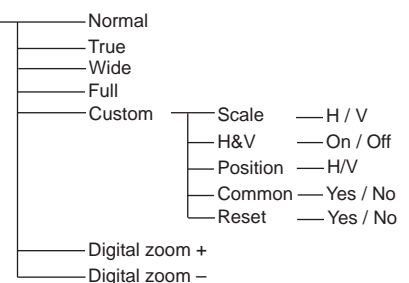 Normal
True
Wide
Full
Custom Scale H / V
H&V On / Off
Position H/V
Common Yes / No
Reset Yes / No
Digital zoom +
Digital zoom –